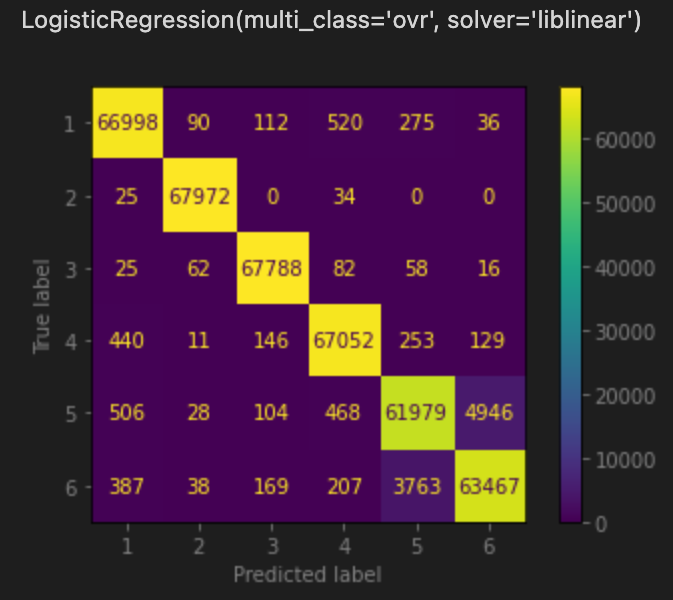 LogisticRegression(multi_class='ovr', solver='liblinear')
1 66998 90 112 520 275 36
2 25 67972 0 34 0 0
3 25 62 67788 82 58 16
4 440 11 146 67052 253 129
5 506 28 104 468 61979 4946
6 387 38 169 207 3763 63467
1 2 3 4 5 6
Predicted label
True label
60000
50000
40000
30000
20000
10000
0